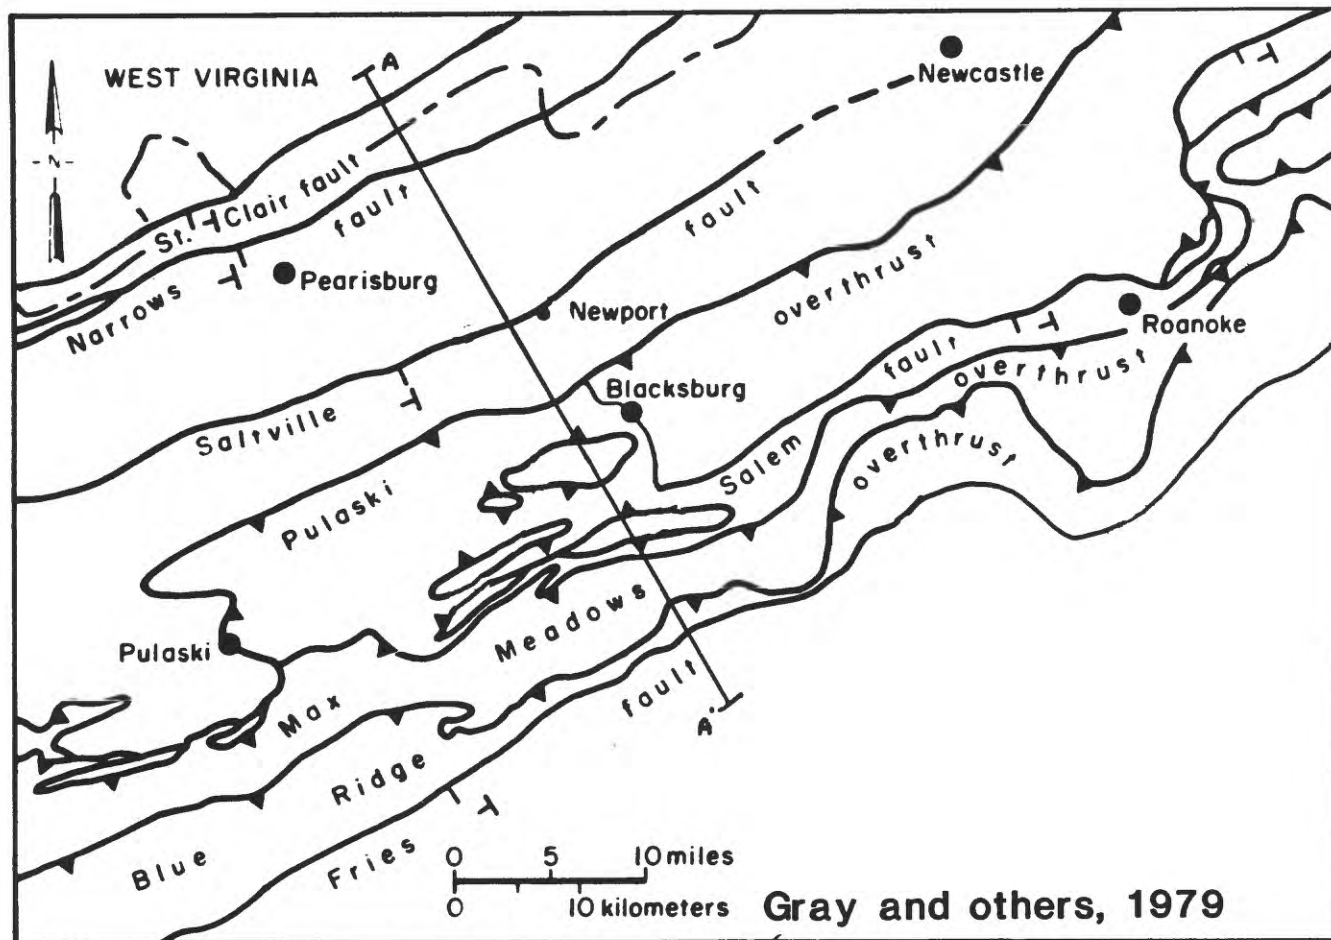 A
WEST VIRGINIA
Newcastle
N
St. Clair fault
Narrows fault
Pearisburg
Newport
Saltville fault
Blacksburg
Pulaski overthrust
Roanoke
Salem fault
Max Meadows overthrust
Pulaski
Blue Ridge overthrust
A'
Fries fault
T
T
T
T
T
T
0 5 10 miles
0 10 kilometers
Gray and others, 1979